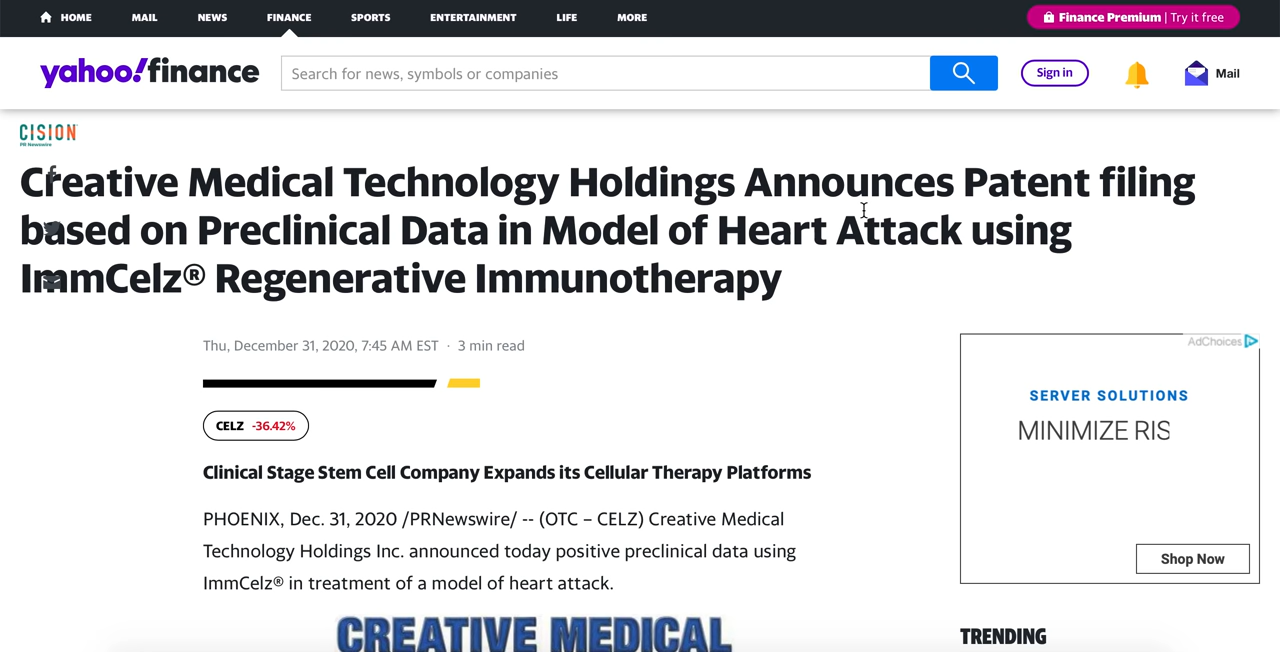 HOME MAIL NEWS FINANCE SPORTS ENTERTAINMENT LIFE MORE Finance Premium | Try it free
yahoo!finance Search for news, symbols or companies Sign in Mail
CISION
PR Newswire
Creative Medical Technology Holdings Announces Patent filing
based on Preclinical Data in Model of Heart Attack using
ImmCelz® Regenerative Immunotherapy
Thu, December 31, 2020, 7:45 AM EST · 3 min read
AdChoices
SERVER SOLUTIONS
MINIMIZE RIS
CELZ -36.42%
Clinical Stage Stem Cell Company Expands its Cellular Therapy Platforms
PHOENIX, Dec. 31, 2020 /PRNewswire/ -- (OTC – CELZ) Creative Medical
Technology Holdings Inc. announced today positive preclinical data using
ImmCelz® in treatment of a model of heart attack.
Shop Now
CREATIVE MEDICAL
TRENDING